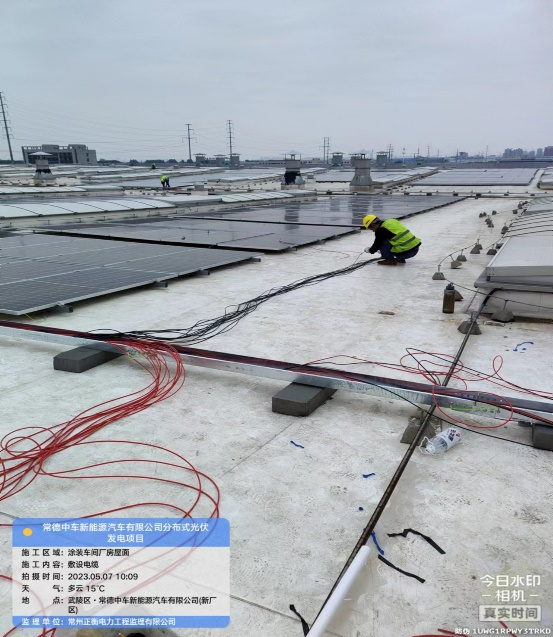 常德中车新能源汽车有限公司分布式光伏
发电项目
施工区域：涂装车间厂房屋面
施工内容：敷设电缆
拍摄时间：2023.05.07 10:09
天 气：多云 15℃
地 点：武陵区·常德中车新能源汽车有限公司(新厂
区)
监理单位：常州正衡电力工程监理有限公司
今日水印
-相机-
真实时间
防伪 1UWG1RPWY3TRKD